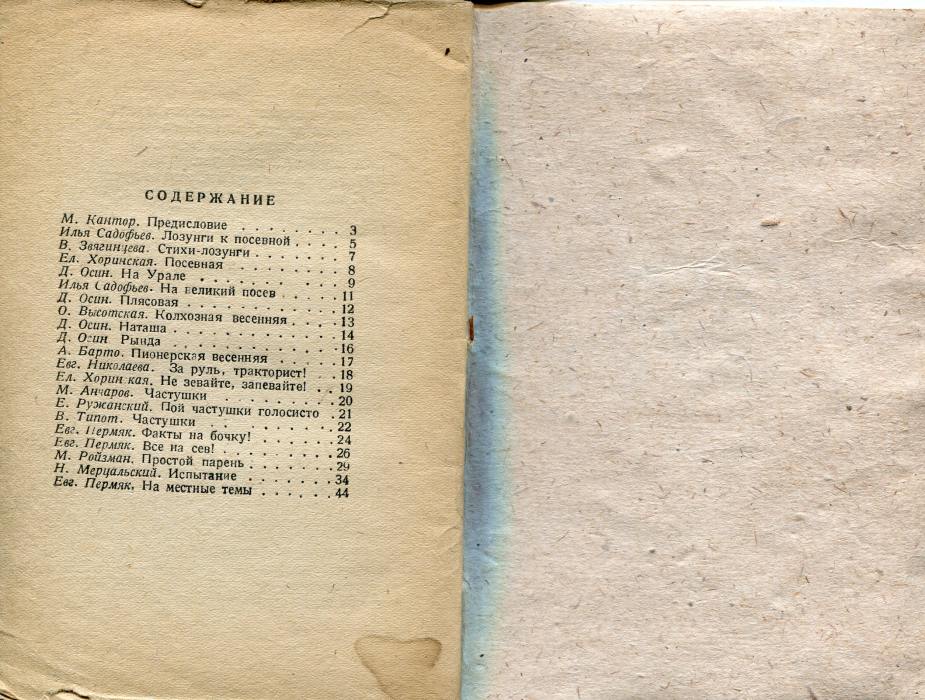 СОДЕРЖАНИЕ
М. Кантор. Предисловие . . . . . . . . 3
Илья Садофьев. Лозунги к посевной . . . . 5
В. Звягинцева. Стихи-лозунги . . . . . . . 7
Ел. Хоринская. Посевная . . . . . . . . 8
Д. Осин. На Урале . . . . . . . . 9
Илья Садофьев. На великий посев . . . . . 11
Д. Осин. Плясовая . . . . . . . . . . 12
О. Высотская. Колхозная весенняя . . . . 13
Д. Осин. Наташа . . . . . . . . . . . 14
Д. Осин Рында . . . . . . . . . . . 16
А. Барто. Пионерская весенняя . . . . . 17
Евг. Николаева. За руль, тракторист! . . 18
Ел. Хоринская. Не зевайте, запевайте! . . 19
М. Анчаров. Частушки . . . . . . . . 20
Е. Ружанский. Пой частушки голосисто . 21
В. Типот. Частушки . . . . . . . . . 22
Евг. Пермяк. Факты на бочку! . . . . . 24
Евг. Пермяк. Все на сев! . . . . . . . 26
М. Ройзман. Простой парень . . . . . . 29
Н. Мерцальский. Испытание . . . . . . 34
Евг. Пермяк. На местные темы . . . . . . 44